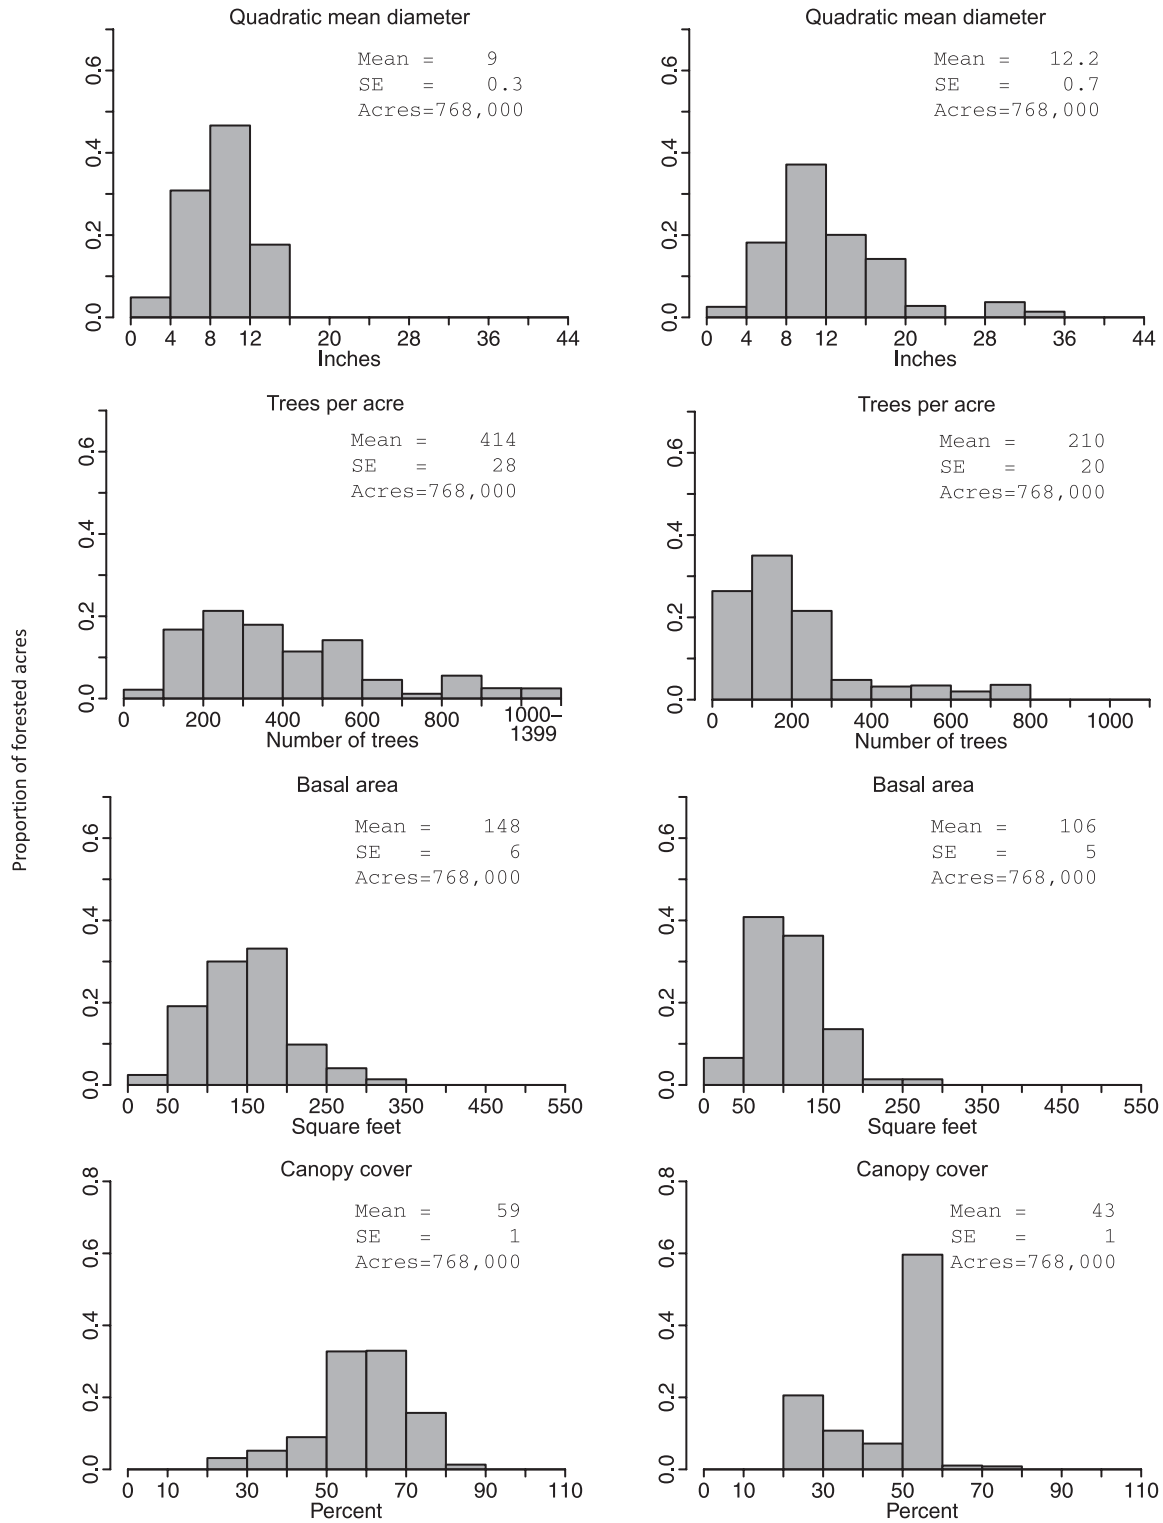 Proportion of forested acres
Quadratic mean diameter
Mean = 9
SE = 0.3
Acres=768,000
0.0 0.2 0.4 0.6
0 4 8 12 20 28 36 44
Inches
Quadratic mean diameter
Mean = 12.2
SE = 0.7
Acres=768,000
0.0 0.2 0.4 0.6
0 4 8 12 20 28 36 44
Inches
Trees per acre
Mean = 414
SE = 28
Acres=768,000
0.0 0.2 0.4 0.6
0 200 400 600 800 1000–
1399
Number of trees
Trees per acre
Mean = 210
SE = 20
Acres=768,000
0.0 0.2 0.4 0.6
0 200 400 600 800 1000
Number of trees
Basal area
Mean = 148
SE = 6
Acres=768,000
0.0 0.2 0.4 0.6
0 50 150 250 350 450 550
Square feet
Basal area
Mean = 106
SE = 5
Acres=768,000
0.0 0.2 0.4 0.6
0 50 150 250 350 450 550
Square feet
Canopy cover
Mean = 59
SE = 1
Acres=768,000
0.0 0.2 0.4 0.6 0.8
0 10 30 50 70 90 110
Percent
Canopy cover
Mean = 43
SE = 1
Acres=768,000
0.0 0.2 0.4 0.6 0.8
0 10 30 50 70 90 110
Percent